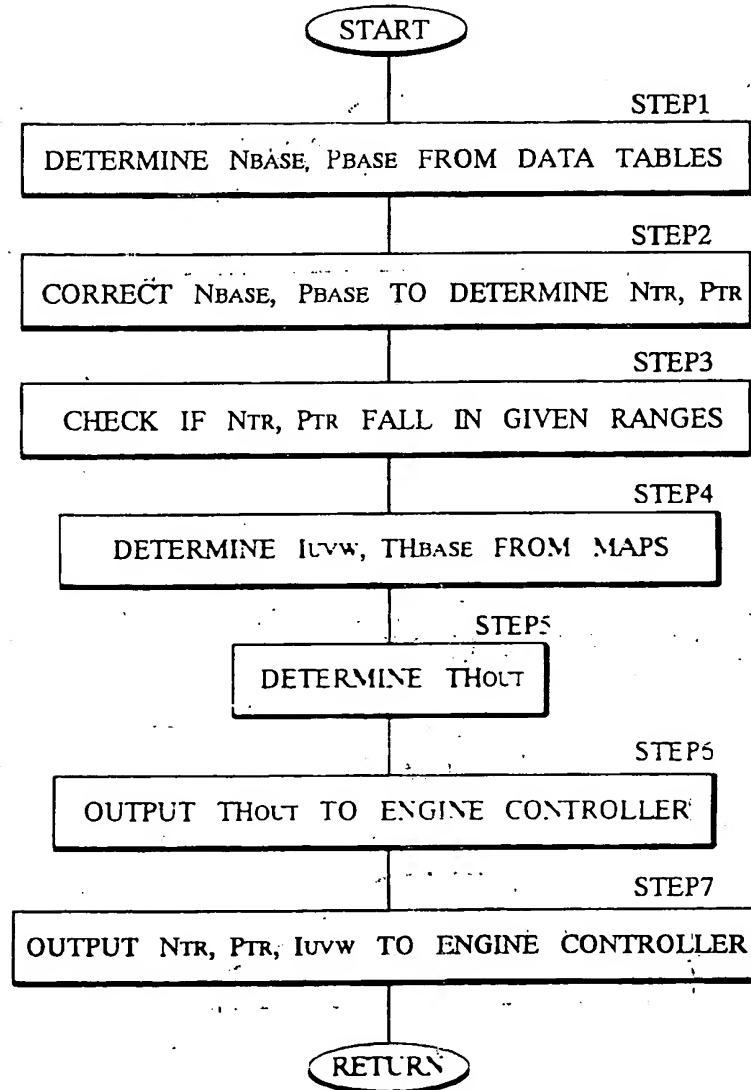 START
STEP1
DETERMINE NBASE, PBASE FROM DATA TABLES
STEP2
CORRECT NBASE, PBASE TO DETERMINE NTR, PTR
STEP3
CHECK IF NTR, PTR FALL IN GIVEN RANGES
STEP4
DETERMINE IUVW, THBASE FROM MAPS
STEP5
DETERMINE THOUT
STEP6
OUTPUT THOUT TO ENGINE CONTROLLER
STEP7
OUTPUT NTR, PTR, IUVW TO ENGINE CONTROLLER
RETURN